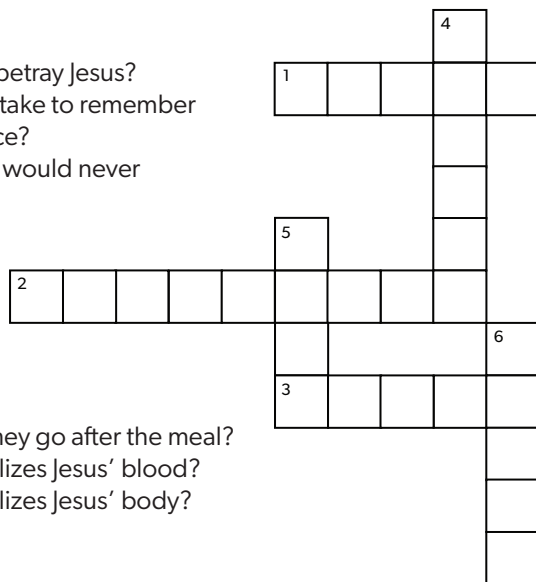 betray Jesus?
take to remember
ce?
would never
4
1
5
2
6
3
hey go after the meal?
lizes Jesus’ blood?
lizes Jesus’ body?